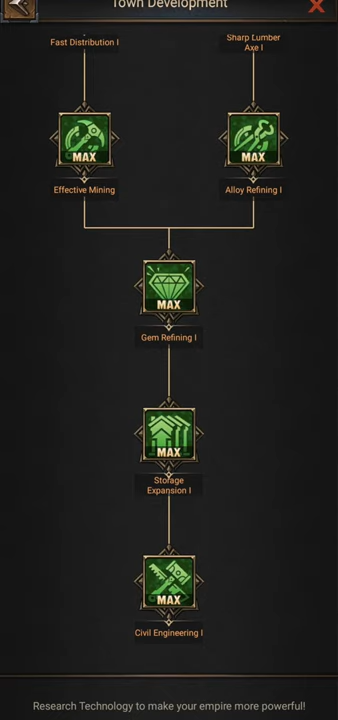 Town Development
Fast Distribution I
Sharp Lumber
Axe I
MAX
MAX
Effective Mining
Alloy Refining I
MAX
Gem Refining I
MAX
Storage
Expansion I
MAX
Civil Engineering I
Research Technology to make your empire more powerful!